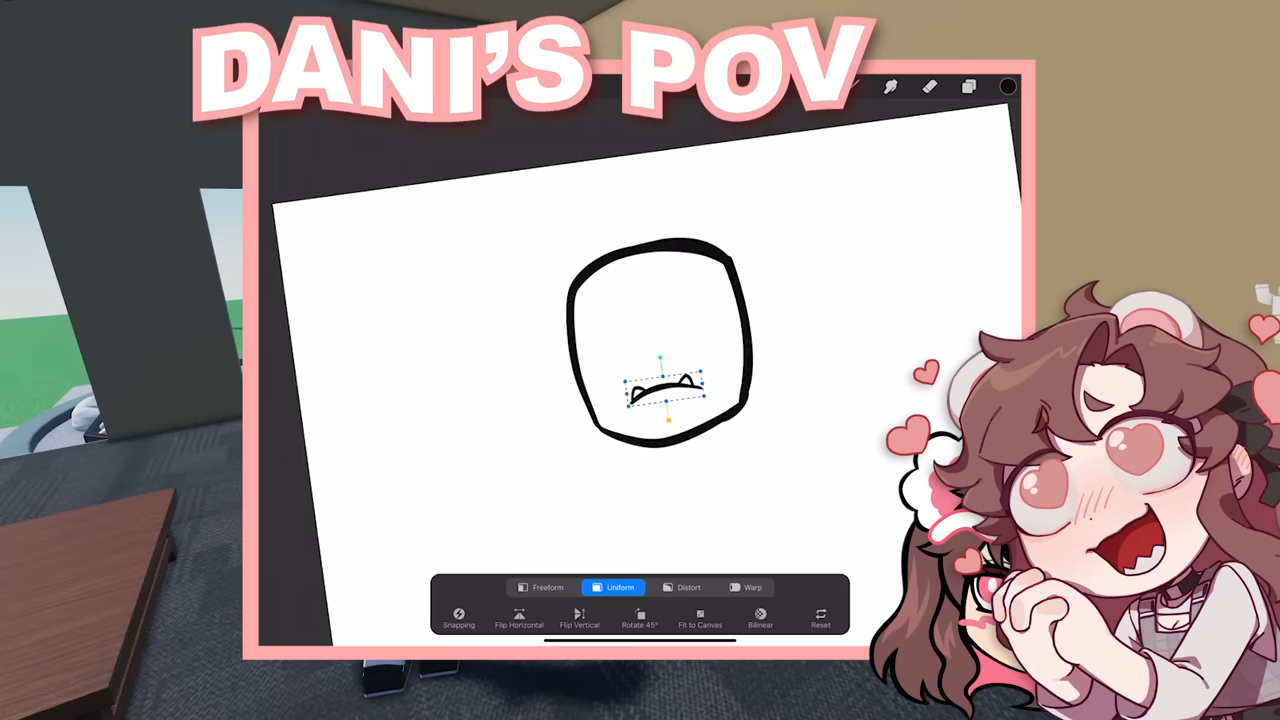 DANI'S POV
Freeform Uniform Distort Warp
Snapping Flip Horizontal Flip Vertical Rotate 45° Fit to Canvas Bilinear Reset